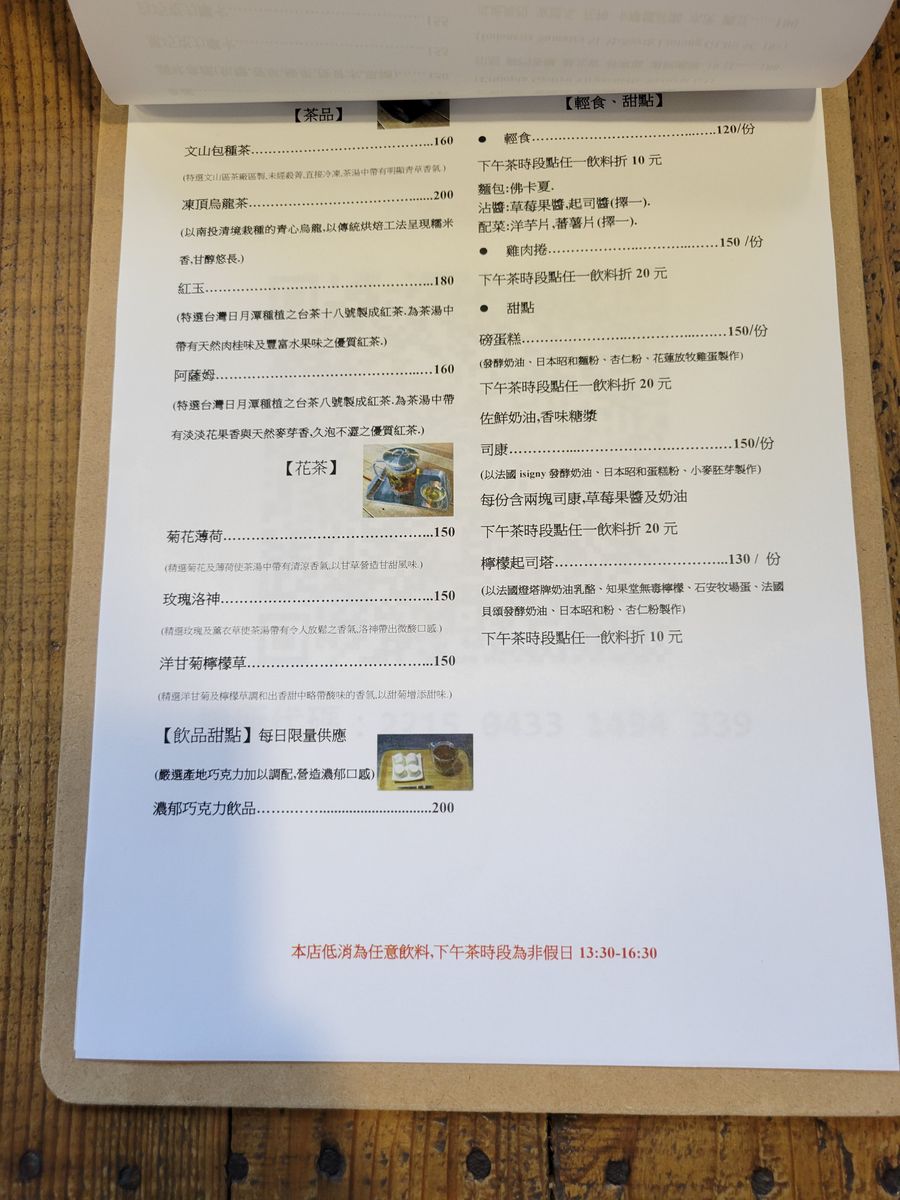 【茶品】
文山包種茶…………………………………160
(特選文山區茶廠區製,未經殺菁,直接冷凍,茶湯中帶有明顯青草香氣.)
凍頂烏龍茶…………………………………200
(以南投清境栽種的青心烏龍,以傳統烘焙工法呈現糯米
香,甘醇悠長.)
紅玉…………………………………………180
(特選台灣日月潭種植之台茶十八號製成紅茶.為茶湯中
帶有天然肉桂味及豐富水果味之優質紅茶.)
阿薩姆………………………………………160
(特選台灣日月潭種植之台茶八號製成紅茶.為茶湯中帶
有淡淡花果香與天然麥芽香,久泡不澀之優質紅茶.)
【花茶】
菊花薄荷……………………………………150
(精選菊花及薄荷使茶湯中帶有清涼香氣,以甘草營造甘甜風味.)
玫瑰洛神……………………………………150
(精選玫瑰及薰衣草使茶湯帶有令人放鬆之香氣,洛神帶出微酸口感.)
洋甘菊檸檬草………………………………150
(精選洋甘菊及檸檬草調和出香甜中略帶酸味的香氣,以甜菊增添甜味.)
【飲品甜點】每日限量供應
(嚴選產地巧克力加以調配,營造濃郁口感)
濃郁巧克力飲品…………..............................200
【輕食、甜點】
● 輕食……………………………………120/份
下午茶時段點任一飲料折 10 元
麵包:佛卡夏.
沾醬:草莓果醬,起司醬(擇一).
配菜:洋芋片,蕃薯片(擇一).
● 雞肉捲…………………………………150 /份
下午茶時段點任一飲料折 20 元
● 甜點
磅蛋糕……………………………………150/份
(發酵奶油、日本昭和麵粉、杏仁粉、花蓮放牧雞蛋製作)
下午茶時段點任一飲料折 20 元
佐鮮奶油,香味糖漿
司康………………………………………150/份
(以法國 isigny 發酵奶油、日本昭和蛋糕粉、小麥胚芽製作)
每份含兩塊司康,草莓果醬及奶油
下午茶時段點任一飲料折 20 元
檸檬起司塔………………………………130 / 份
(以法國燈塔牌奶油乳酪、知果堂無毒檸檬、石安牧場蛋、法國
貝頌發酵奶油、日本昭和粉、杏仁粉製作)
下午茶時段點任一飲料折 10 元
本店低消為任意飲料,下午茶時段為非假日 13:30-16:30